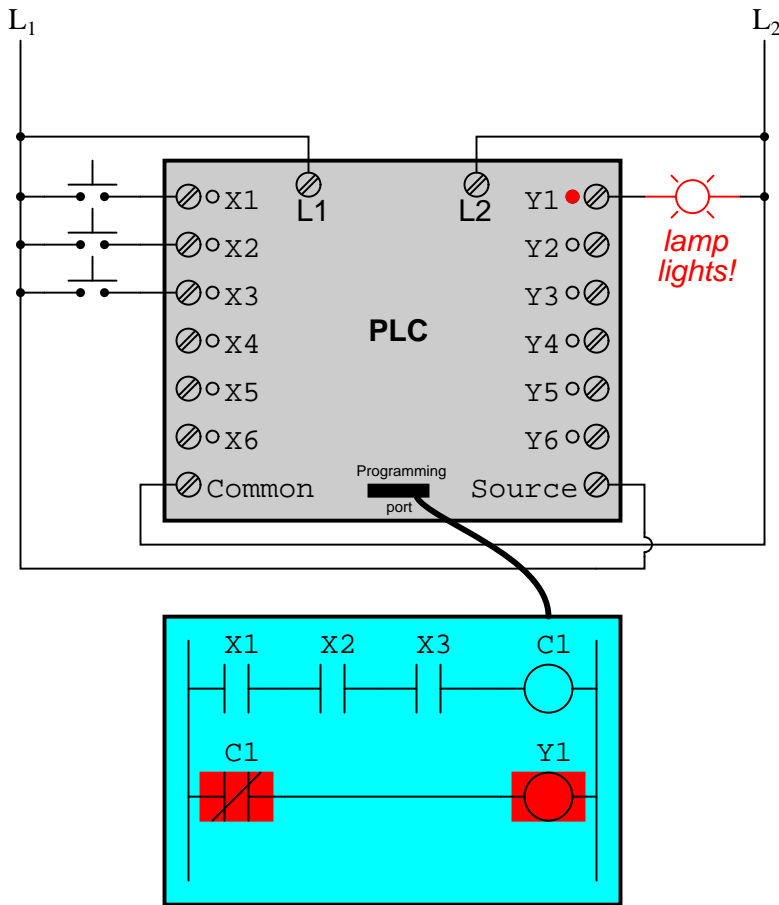 L1 L2
L1 L2
X1 Y1
X2 Y2
lamp
lights!
X3 Y3
PLC
X4 Y4
X5 Y5
X6 Y6
Common Programming port Source
X1 X2 X3 C1
C1 Y1